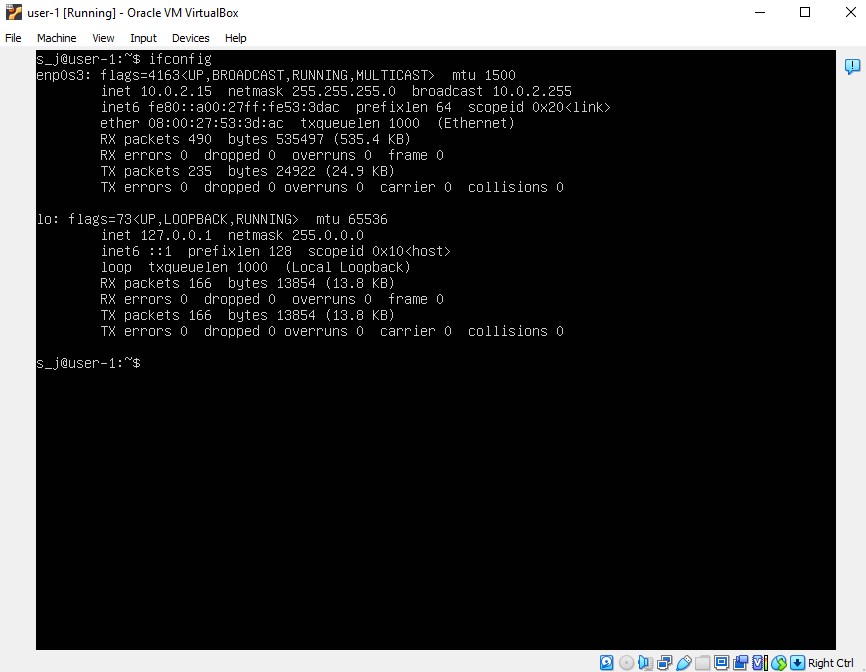 user-1 [Running] - Oracle VM VirtualBox
File Machine View Input Devices Help
s_j@user-1:~$ ifconfig
enp0s3: flags=4163<UP,BROADCAST,RUNNING,MULTICAST>  mtu 1500
        inet 10.0.2.15  netmask 255.255.255.0  broadcast 10.0.2.255
        inet6 fe80::a00:27ff:fe53:3dac  prefixlen 64  scopeid 0x20<link>
        ether 08:00:27:53:3d:ac  txqueuelen 1000  (Ethernet)
        RX packets 490  bytes 535497 (535.4 KB)
        RX errors 0  dropped 0  overruns 0  frame 0
        TX packets 235  bytes 24922 (24.9 KB)
        TX errors 0  dropped 0 overruns 0  carrier 0  collisions 0
lo: flags=73<UP,LOOPBACK,RUNNING>  mtu 65536
        inet 127.0.0.1  netmask 255.0.0.0
        inet6 ::1  prefixlen 128  scopeid 0x10<host>
        loop  txqueuelen 1000  (Local Loopback)
        RX packets 166  bytes 13854 (13.8 KB)
        RX errors 0  dropped 0  overruns 0  frame 0
        TX packets 166  bytes 13854 (13.8 KB)
        TX errors 0  dropped 0 overruns 0  carrier 0  collisions 0
s_j@user-1:~$
Right Ctrl